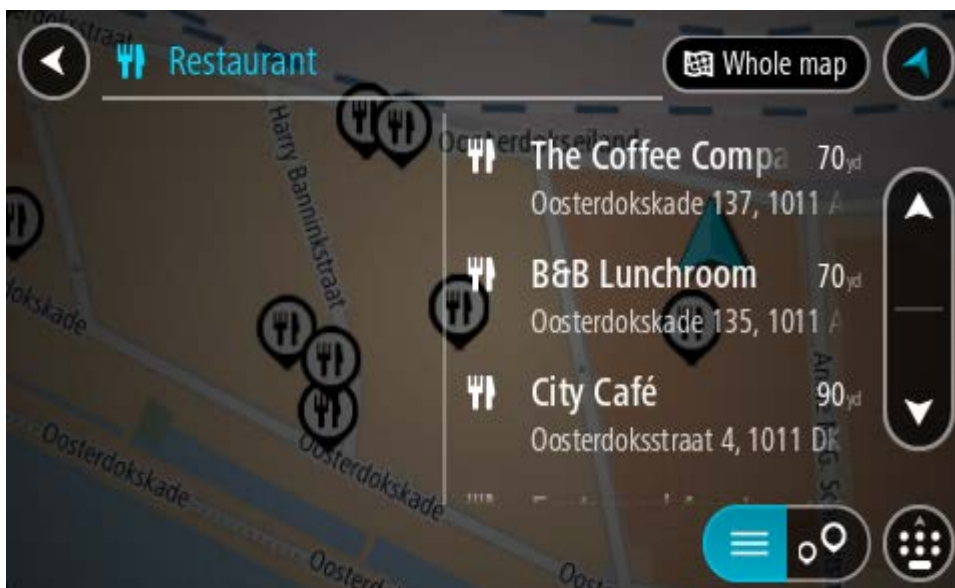 Restaurant
Whole map
Harry Banninkstraat
Oosterdokseiland
The Coffee Compa 70yd
Oosterdokskade 137, 1011 A
B&B Lunchroom 70yd
Oosterdokskade 135, 1011 A
City Café 90yd
Oosterdoksstraat 4, 1011 DK
Oosterdokskade
Oosterdokskade